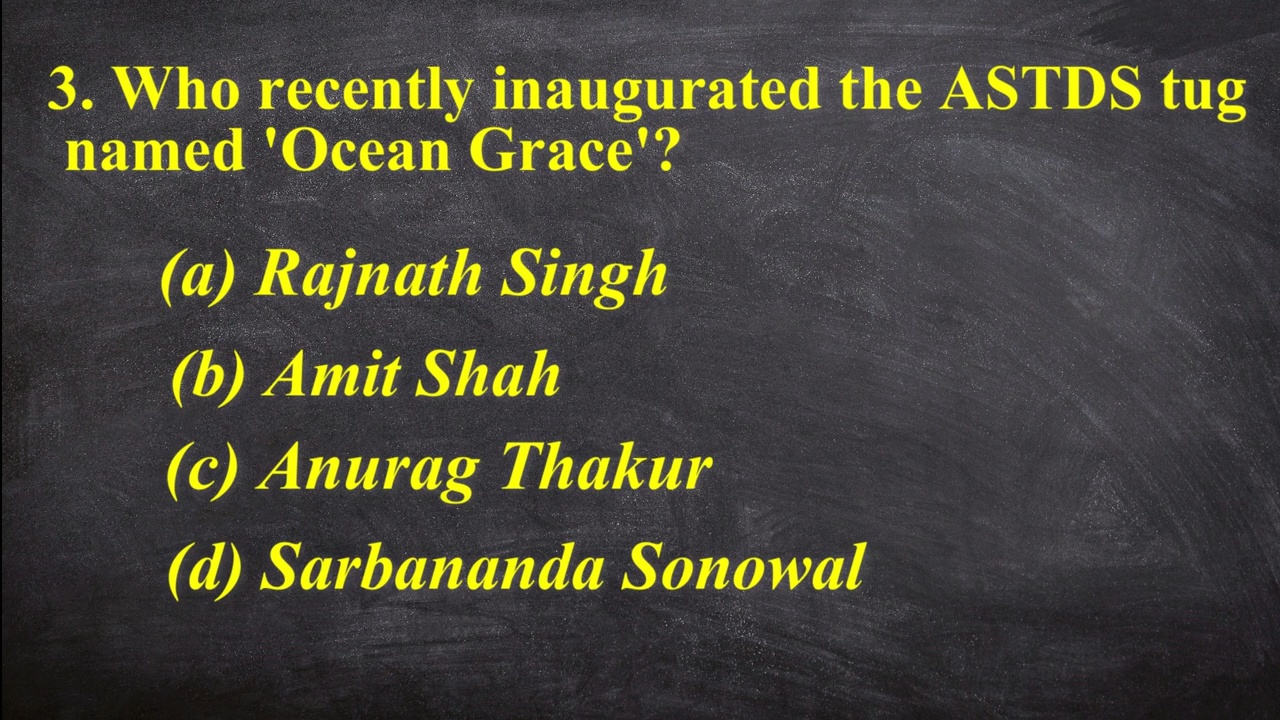 3. Who recently inaugurated the ASTDS tug
named 'Ocean Grace'?
(a) Rajnath Singh
(b) Amit Shah
(c) Anurag Thakur
(d) Sarbananda Sonowal